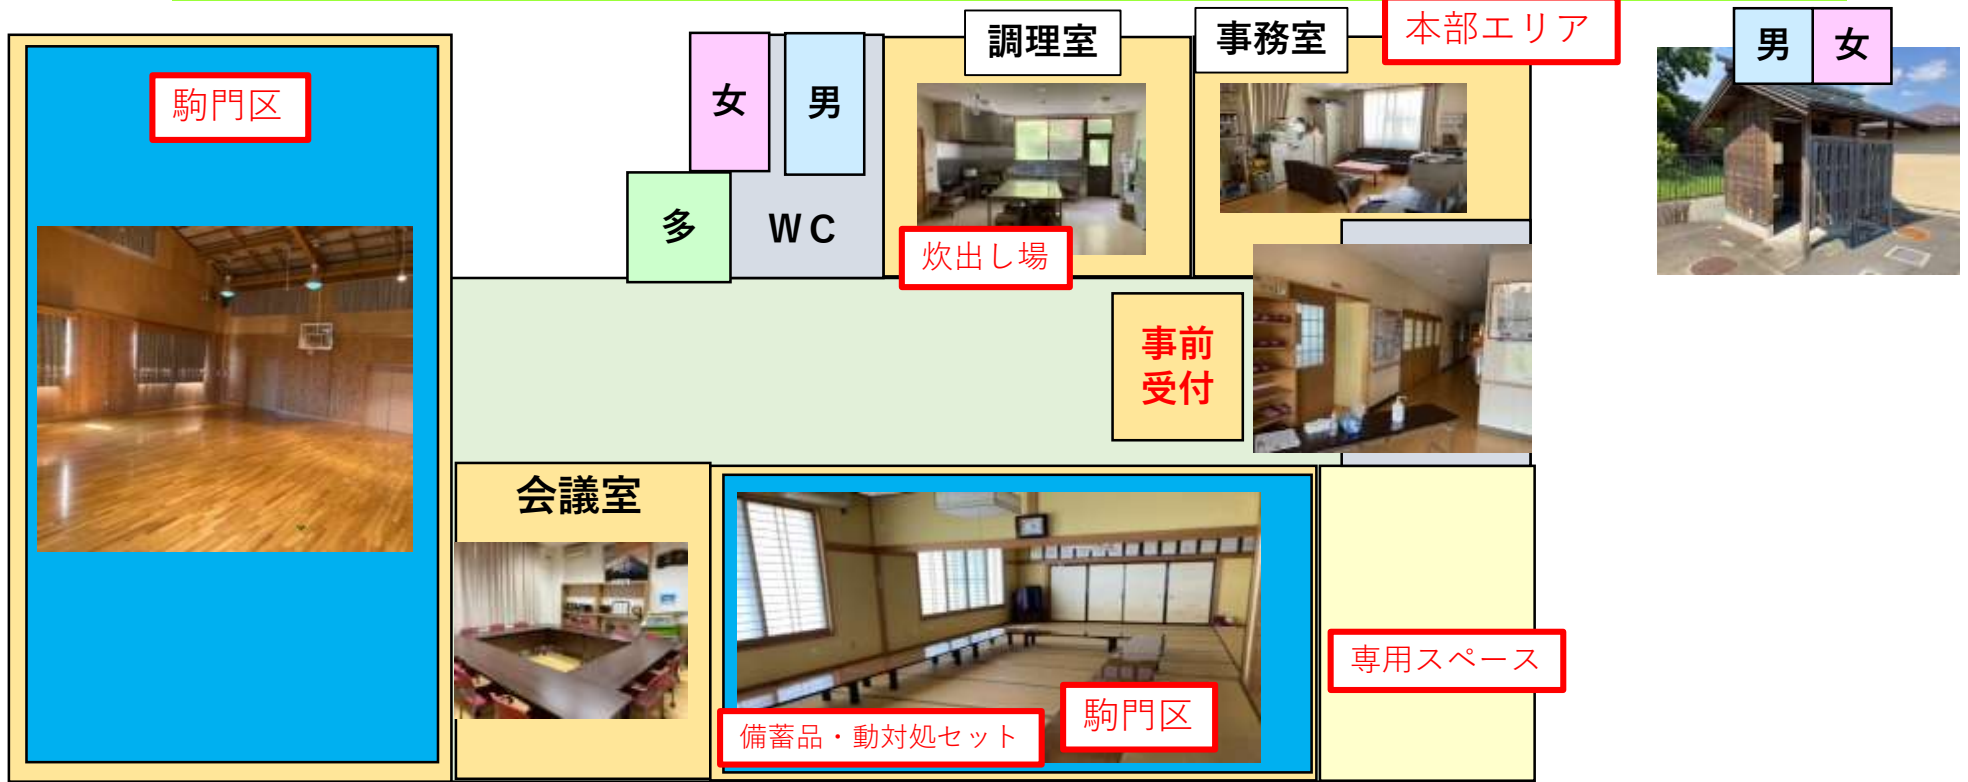 本部エリア
調理室
事務室
男
女
駒門区
女
男
多
ＷＣ
炊出し場
事前
受付
会議室
専用スペース
駒門区
備蓄品・動対処セット